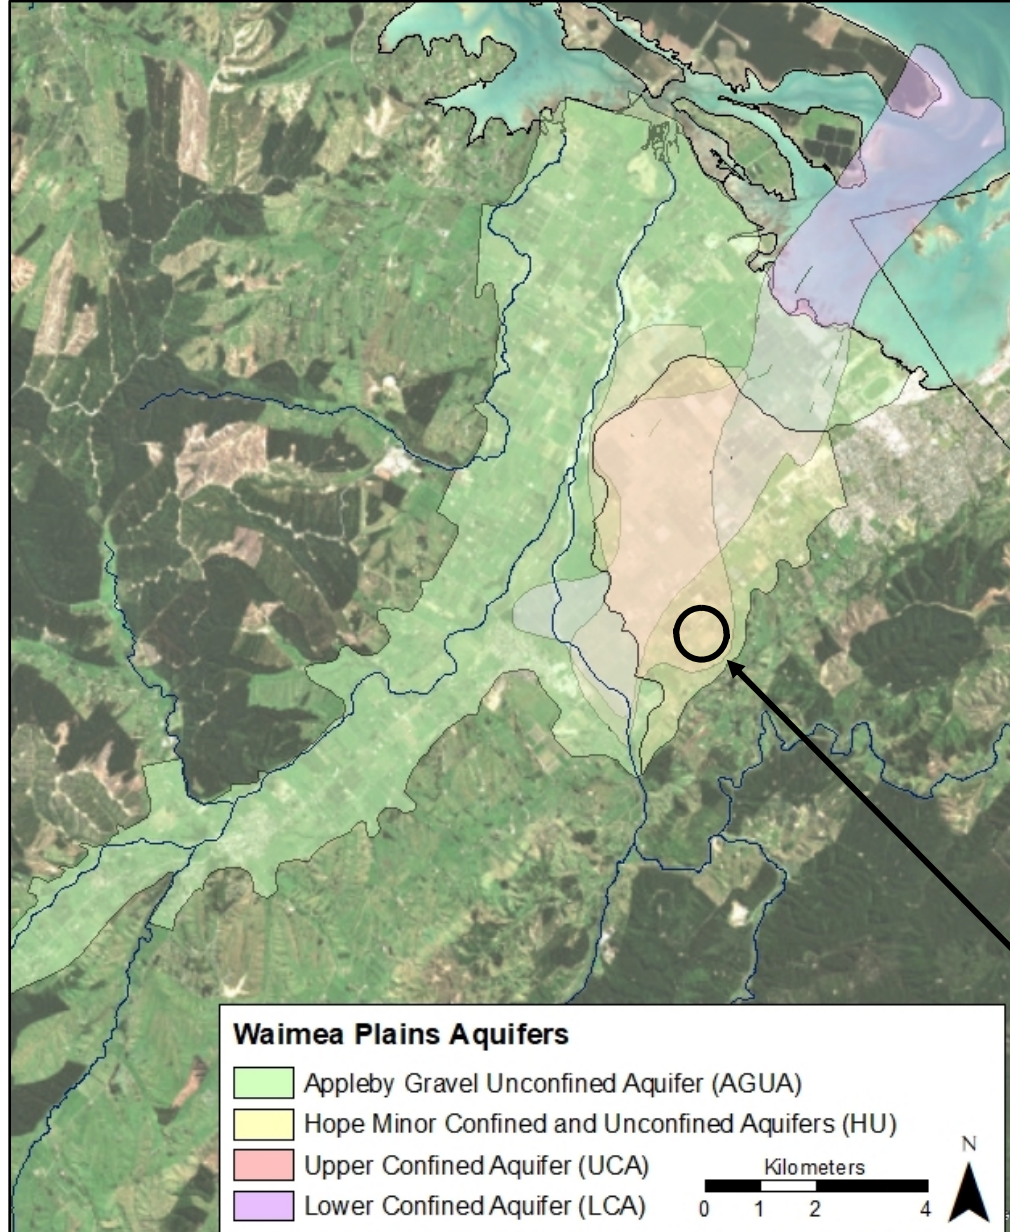 Waimea Plains Aquifers
Appleby Gravel Unconfined Aquifer (AGUA)
Hope Minor Confined and Unconfined Aquifers (HU)
Upper Confined Aquifer (UCA)
Lower Confined Aquifer (LCA)
Kilometers
0 1 2 4
N